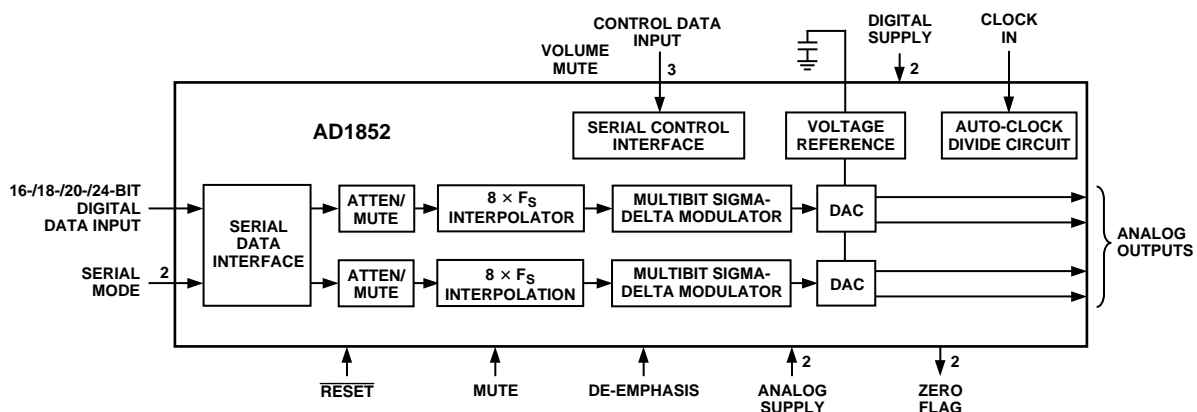 CONTROL DATA
INPUT
VOLUME
MUTE
3
DIGITAL
SUPPLY
2
CLOCK
IN
AD1852
SERIAL CONTROL
INTERFACE
VOLTAGE
REFERENCE
AUTO-CLOCK
DIVIDE CIRCUIT
16-/18-/20-/24-BIT
DIGITAL
DATA INPUT
SERIAL
MODE
2
SERIAL
DATA
INTERFACE
ATTEN/
MUTE
8 × FS
INTERPOLATOR
MULTIBIT SIGMA-
DELTA MODULATOR
DAC
ATTEN/
MUTE
8 × FS
INTERPOLATION
MULTIBIT SIGMA-
DELTA MODULATOR
DAC
ANALOG
OUTPUTS
RESET
MUTE
DE-EMPHASIS
2
ANALOG
SUPPLY
2
ZERO
FLAG